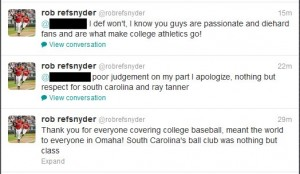 rob refsnyder @robrefsnyder 15m
@ I def won't, I know you guys are passionate and diehard
fans and are what make college athletics go!
View conversation
rob refsnyder @robrefsnyder 22m
@ poor judgement on my part I apologize, nothing but
respect for south carolina and ray tanner
View conversation
rob refsnyder @robrefsnyder 29m
Thank you for everyone covering college baseball, meant the world
to everyone in Omaha! South Carolina's ball club was nothing but
class
Expand